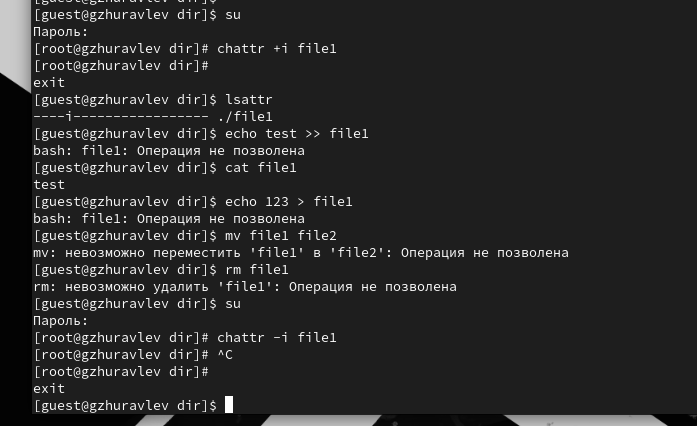 [guest@gzhuravlev dir]$ su
Пароль:
[root@gzhuravlev dir]# chattr +i file1
[root@gzhuravlev dir]#
exit
[guest@gzhuravlev dir]$ lsattr
----i----------------- ./file1
[guest@gzhuravlev dir]$ echo test >> file1
bash: file1: Операция не позволена
[guest@gzhuravlev dir]$ cat file1
test
[guest@gzhuravlev dir]$ echo 123 > file1
bash: file1: Операция не позволена
[guest@gzhuravlev dir]$ mv file1 file2
mv: невозможно переместить 'file1' в 'file2': Операция не позволена
[guest@gzhuravlev dir]$ rm file1
rm: невозможно удалить 'file1': Операция не позволена
[guest@gzhuravlev dir]$ su
Пароль:
[root@gzhuravlev dir]# chattr -i file1
[root@gzhuravlev dir]# ^C
[root@gzhuravlev dir]#
exit
[guest@gzhuravlev dir]$